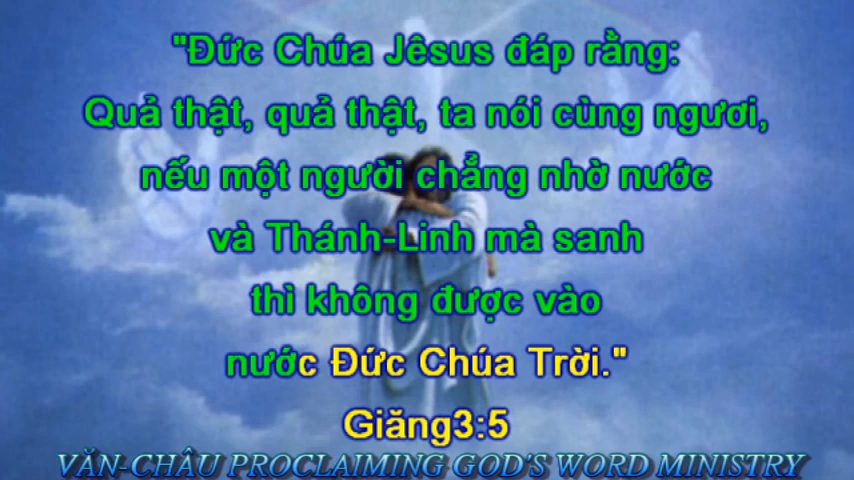 "Đức Chúa Jêsus đáp rằng:
Quả thật, quả thật, ta nói cùng ngươi,
nếu một người chẳng nhờ nước
và Thánh-Linh mà sanh
thì không được vào
nước Đức Chúa Trời."
Giăng3:5
VĂN-CHÂU PROCLAIMING GOD'S WORD MINISTRY